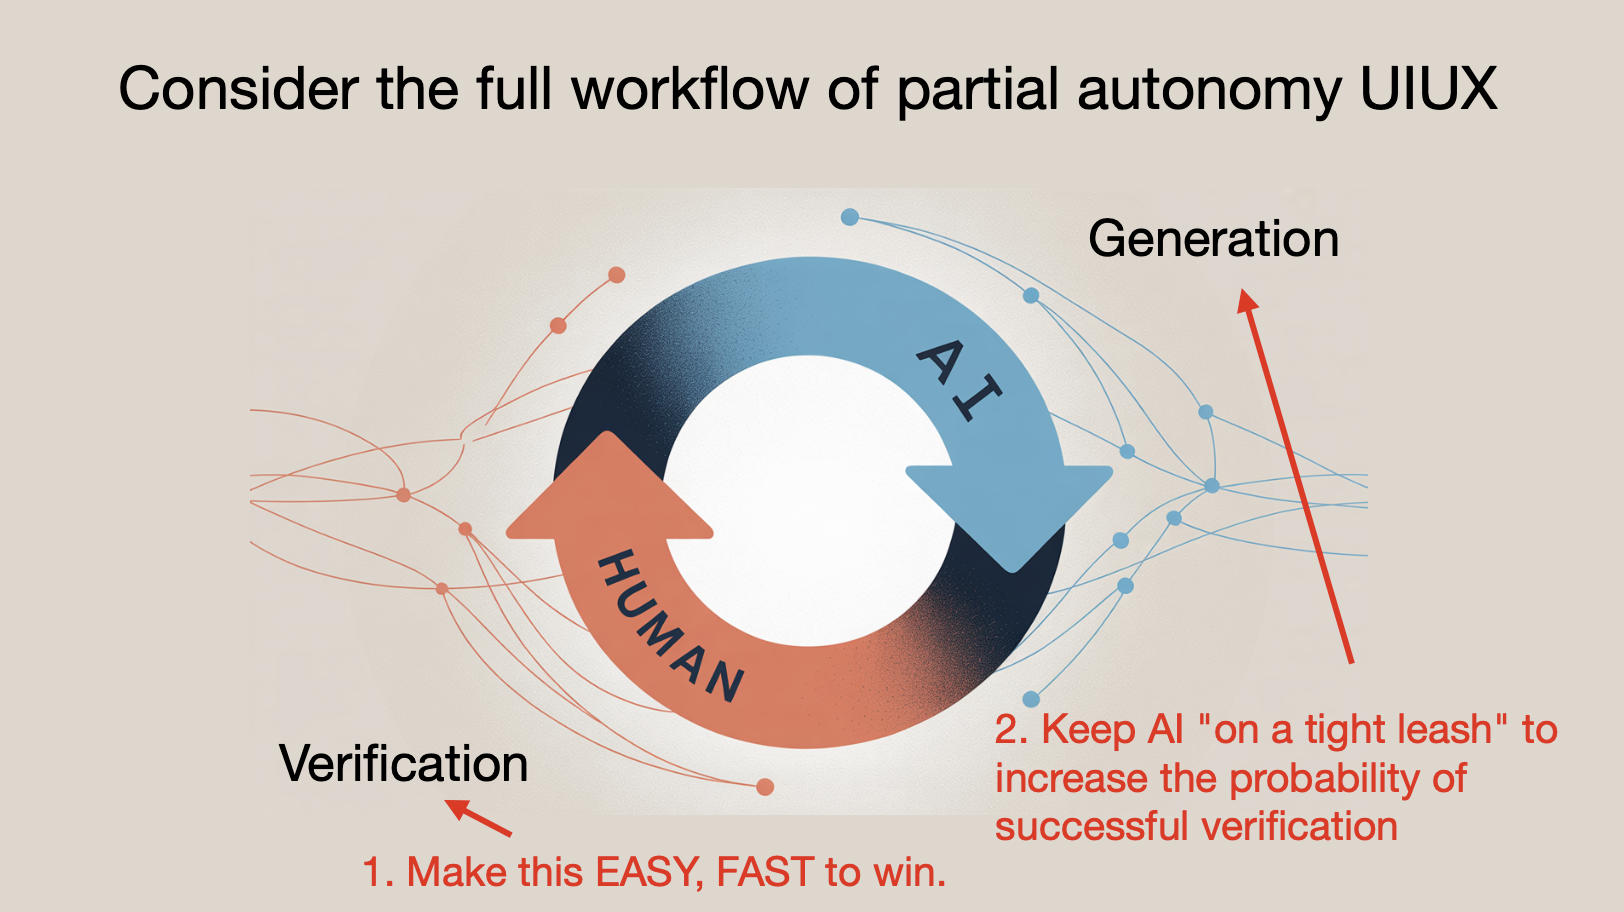 Consider the full workflow of partial autonomy UIUX
Generation
AI
HUMAN
Verification
2. Keep AI "on a tight leash" to
increase the probability of
successful verification
1. Make this EASY, FAST to win.